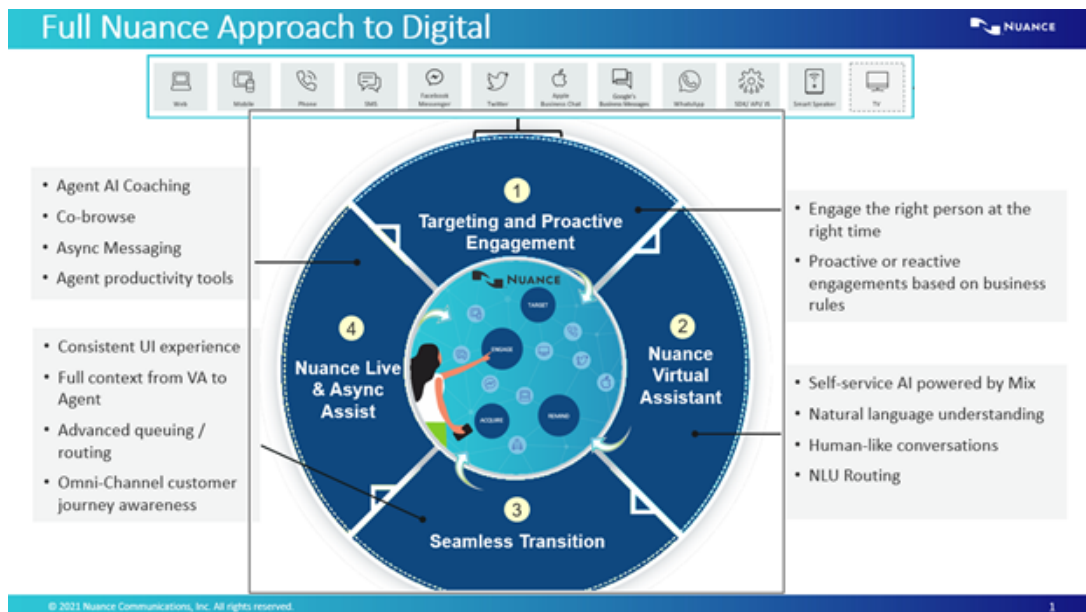 Full Nuance Approach to Digital
NUANCE
Web
Mobile
Phone
SMS
Facebook
Messenger
Twitter
Apple
Business Chat
Google's
Business Messages
WhatsApp
SDK/ API/ JS
Smart Speaker
TV
• Agent AI Coaching
• Co-browse
• Async Messaging
• Agent productivity tools
• Consistent UI experience
• Full context from VA to
Agent
• Advanced queuing /
routing
• Omni-Channel customer
journey awareness
1
Targeting and Proactive
Engagement
2
Nuance
Virtual
Assistant
3
Seamless Transition
4
Nuance Live
& Async
Assist
NUANCE
TARGET
ENGAGE
ACQUIRE
REMIND
• Engage the right person at the
right time
• Proactive or reactive
engagements based on business
rules
• Self-service AI powered by Mix
• Natural language understanding
• Human-like conversations
• NLU Routing
© 2021 Nuance Communications, Inc. All rights reserved.
1